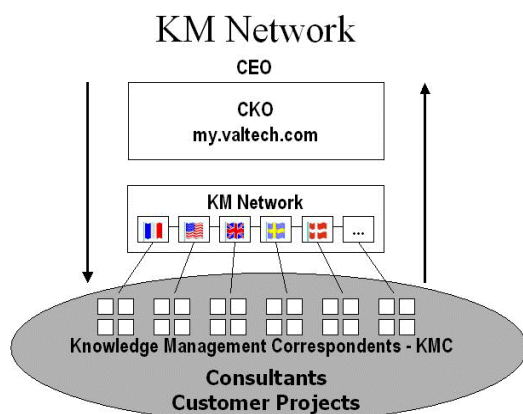 KM Network
CEO
CKO
my.valtech.com
KM Network
...
Knowledge Management Correspondents - KMC
Consultants
Customer Projects